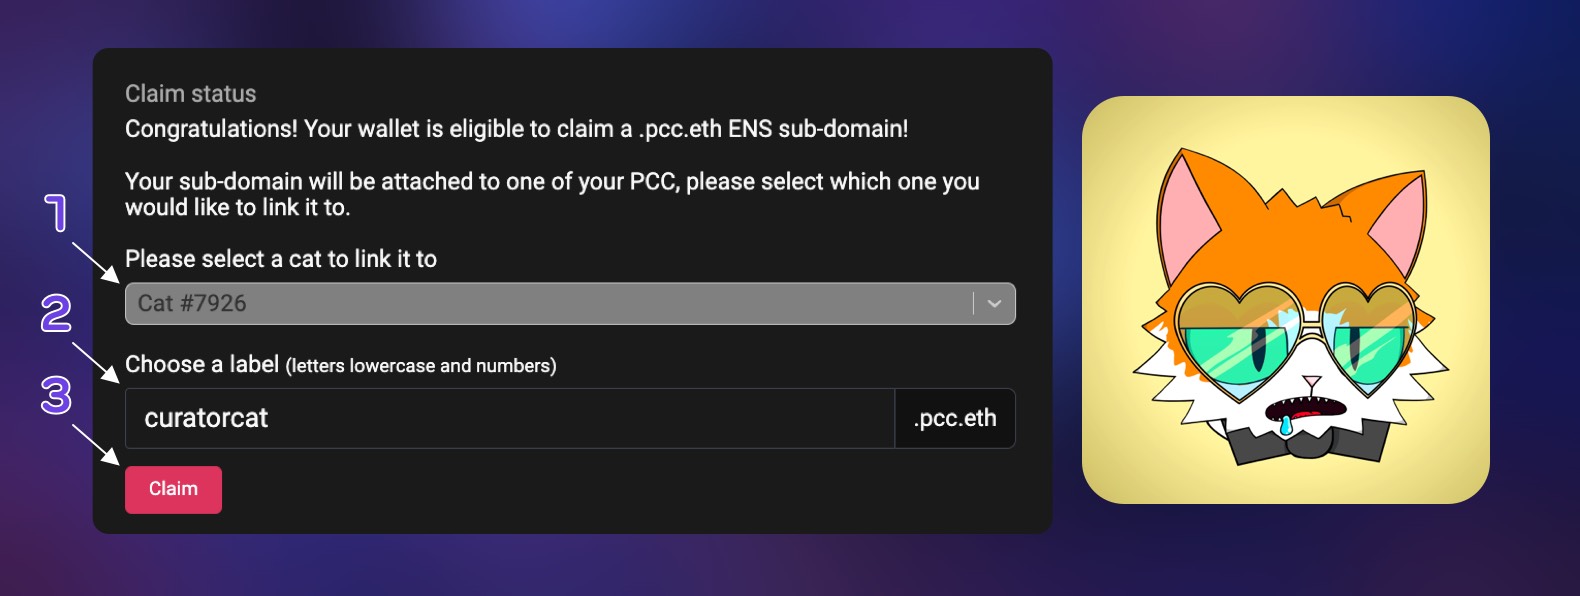 Claim status
Congratulations! Your wallet is eligible to claim a .pcc.eth ENS sub-domain!
Your sub-domain will be attached to one of your PCC, please select which one you
would like to link it to.
1
Please select a cat to link it to
Cat #7926
2
Choose a label (letters lowercase and numbers)
3
curatorcat .pcc.eth
Claim